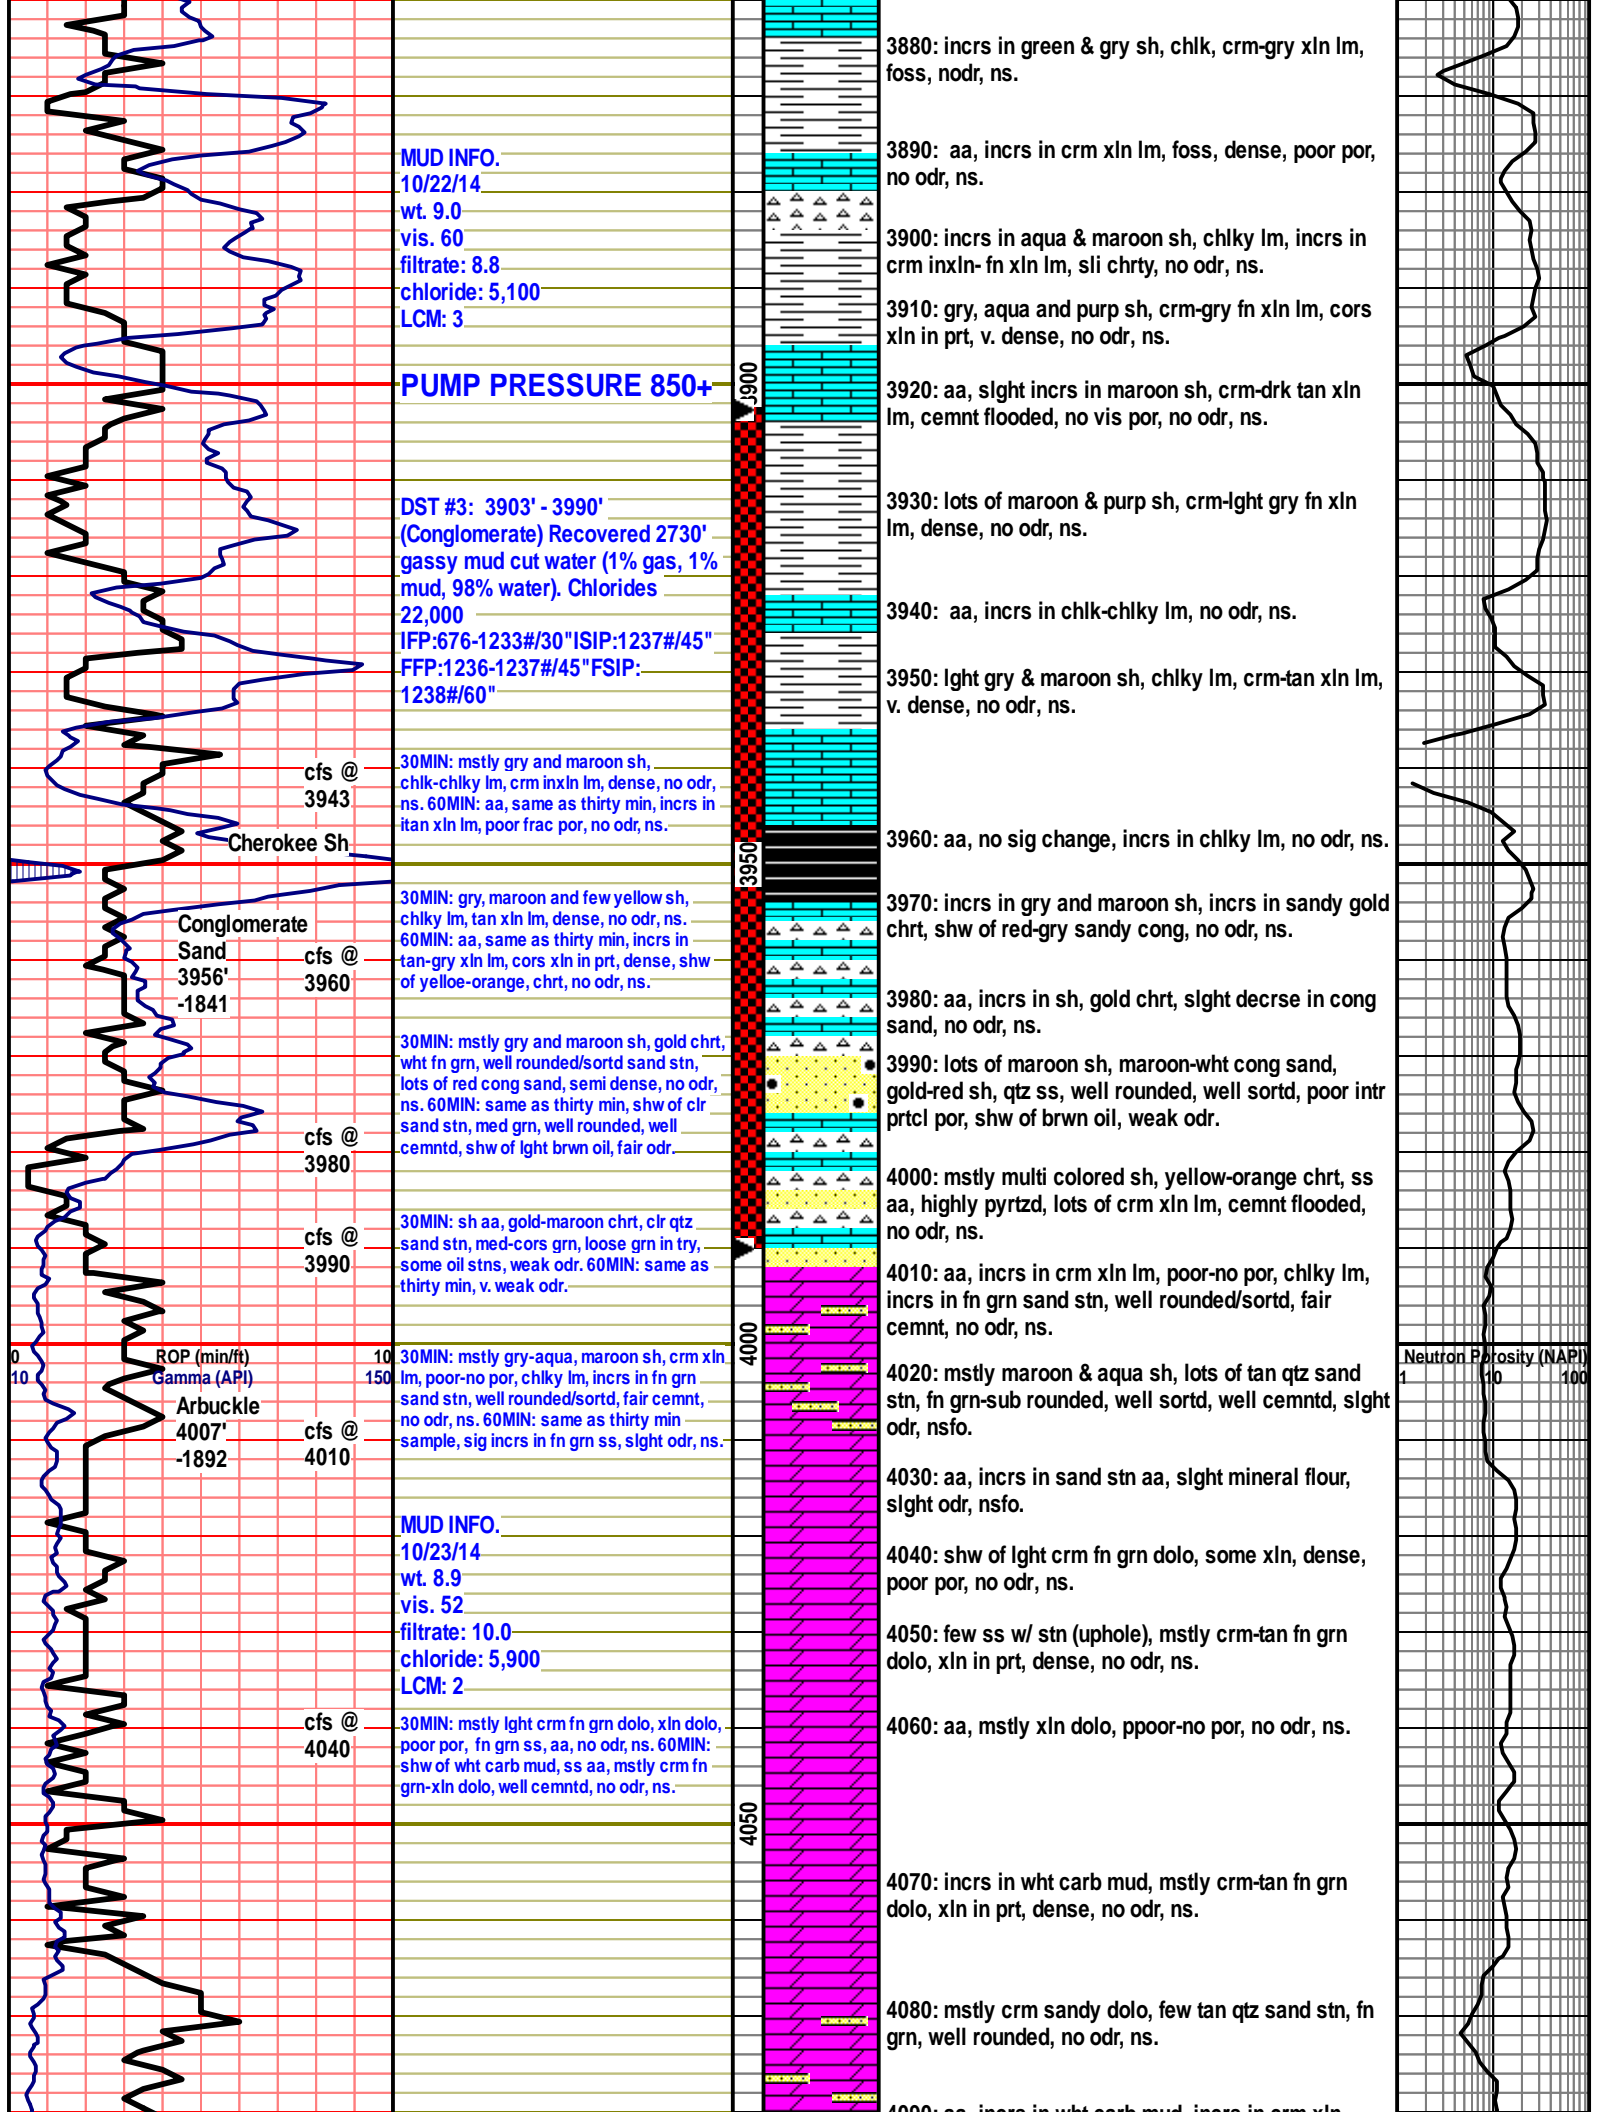 MUD INFO.
10/22/14
wt. 9.0
vis. 60
filtrate: 8.8
chloride: 5,100
LCM: 3
PUMP PRESSURE 850+
DST #3:  3903' - 3990'
(Conglomerate) Recovered 2730'
gassy mud cut water (1% gas, 1%
mud, 98% water). Chlorides
22,000
IFP:676-1233#/30"ISIP:1237#/45"
FFP:1236-1237#/45"FSIP:
1238#/60"
cfs @
3943
30MIN: mstly gry and maroon sh,
chlk-chlky lm, crm inxln lm, dense, no odr,
ns. 60MIN: aa, same as thirty min, incrs in
itan xln lm, poor frac por, no odr, ns.
Cherokee Sh
30MIN: gry, maroon and few yellow sh,
chlky lm, tan xln lm, dense, no odr, ns.
60MIN: aa, same as thirty min, incrs in
tan-gry xln lm, cors xln in prt, dense, shw
of yelloe-orange, chrt, no odr, ns.
Conglomerate
Sand
3956'
-1841
cfs @
3960
30MIN: mstly gry and maroon sh, gold chrt,
wht fn grn, well rounded/sortd sand stn,
lots of red cong sand, semi dense, no odr,
ns. 60MIN: same as thirty min, shw of clr
sand stn, med grn, well rounded, well
cemntd, shw of lght brwn oil, fair odr.
cfs @
3980
30MIN: sh aa, gold-maroon chrt, clr qtz
sand stn, med-cors grn, loose grn in try,
some oil stns, weak odr. 60MIN: same as
thirty min, v. weak odr.
cfs @
3990
0 ROP (min/ft) 10
10 Gamma (API) 150
30MIN: mstly gry-aqua, maroon sh, crm xln
lm, poor-no por, chlky lm, incrs in fn grn
sand stn, well rounded/sortd, fair cemnt,
no odr, ns. 60MIN: same as thirty min
sample, sig incrs in fn grn ss, slght odr, ns.
Arbuckle
4007'
-1892
cfs @
4010
MUD INFO.
10/23/14
wt. 8.9
vis. 52
filtrate: 10.0
chloride: 5,900
LCM: 2
cfs @
4040
30MIN: mstly lght crm fn grn dolo, xln dolo,
poor por,  fn grn ss, aa, no odr, ns. 60MIN:
shw of wht carb mud, ss aa, mstly crm fn
grn-xln dolo, well cemntd, no odr, ns.
3900
3950
4000
4050
3880: incrs in green & gry sh, chlk, crm-gry xln lm,
foss, nodr, ns.
3890:  aa, incrs in crm xln lm, foss, dense, poor por,
no odr, ns.
3900: incrs in aqua & maroon sh, chlky lm, incrs in
crm inxln- fn xln lm, sli chrty, no odr, ns.
3910: gry, aqua and purp sh, crm-gry fn xln lm, cors
xln in prt, v. dense, no odr, ns.
3920: aa, slght incrs in maroon sh, crm-drk tan xln
lm, cemnt flooded, no vis por, no odr, ns.
3930: lots of maroon & purp sh, crm-lght gry fn xln
lm, dense, no odr, ns.
3940:  aa, incrs in chlk-chlky lm, no odr, ns.
3950: lght gry & maroon sh, chlky lm, crm-tan xln lm,
v. dense, no odr, ns.
3960: aa, no sig change, incrs in chlky lm, no odr, ns.
3970: incrs in gry and maroon sh, incrs in sandy gold
chrt, shw of red-gry sandy cong, no odr, ns.
3980: aa, incrs in sh, gold chrt, slght decrse in cong
sand, no odr, ns.
3990: lots of maroon sh, maroon-wht cong sand,
gold-red sh, qtz ss, well rounded, well sortd, poor intr
prtcl por, shw of brwn oil, weak odr.
4000: mstly multi colored sh, yellow-orange chrt, ss
aa, highly pyrtzd, lots of crm xln lm, cemnt flooded,
no odr, ns.
4010: aa, incrs in crm xln lm, poor-no por, chlky lm,
incrs in fn grn sand stn, well rounded/sortd, fair
cemnt, no odr, ns.
4020: mstly maroon & aqua sh, lots of tan qtz sand
stn, fn grn-sub rounded, well sortd, well cemntd, slght
odr, nsfo.
4030: aa, incrs in sand stn aa, slght mineral flour,
slght odr, nsfo.
4040: shw of lght crm fn grn dolo, some xln, dense,
poor por, no odr, ns.
4050: few ss w/ stn (uphole), mstly crm-tan fn grn
dolo, xln in prt, dense, no odr, ns.
4060: aa, mstly xln dolo, ppoor-no por, no odr, ns.
4070: incrs in wht carb mud, mstly crm-tan fn grn
dolo, xln in prt, dense, no odr, ns.
4080: mstly crm sandy dolo, few tan qtz sand stn, fn
grn, well rounded, no odr, ns.
4090: aa, incrs in wht carb mud, incrs in crm xln
Neutron Porosity (NAPI)
1 10 100